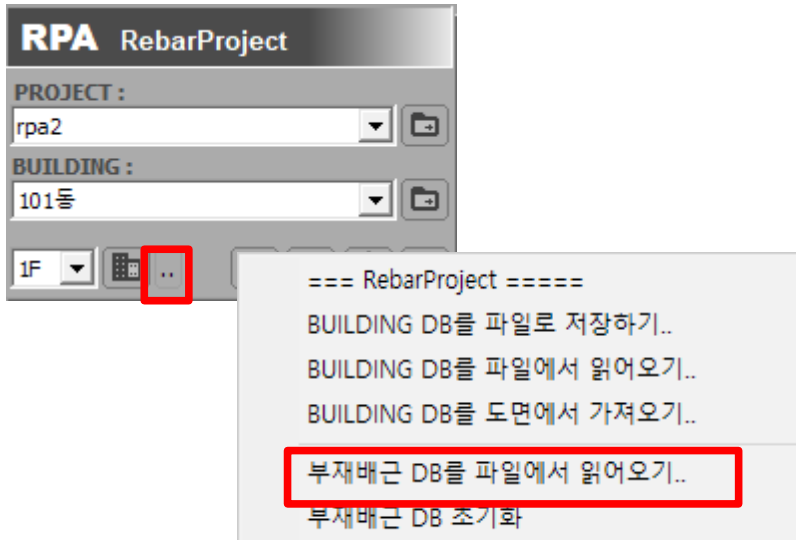 RPA RebarProject
PROJECT :
rpa2
BUILDING :
101동
1F
..
=== RebarProject =====
BUILDING DB를 파일로 저장하기..
BUILDING DB를 파일에서 읽어오기..
BUILDING DB를 도면에서 가져오기..
부재배근 DB를 파일에서 읽어오기..
부재배근 DB 초기화